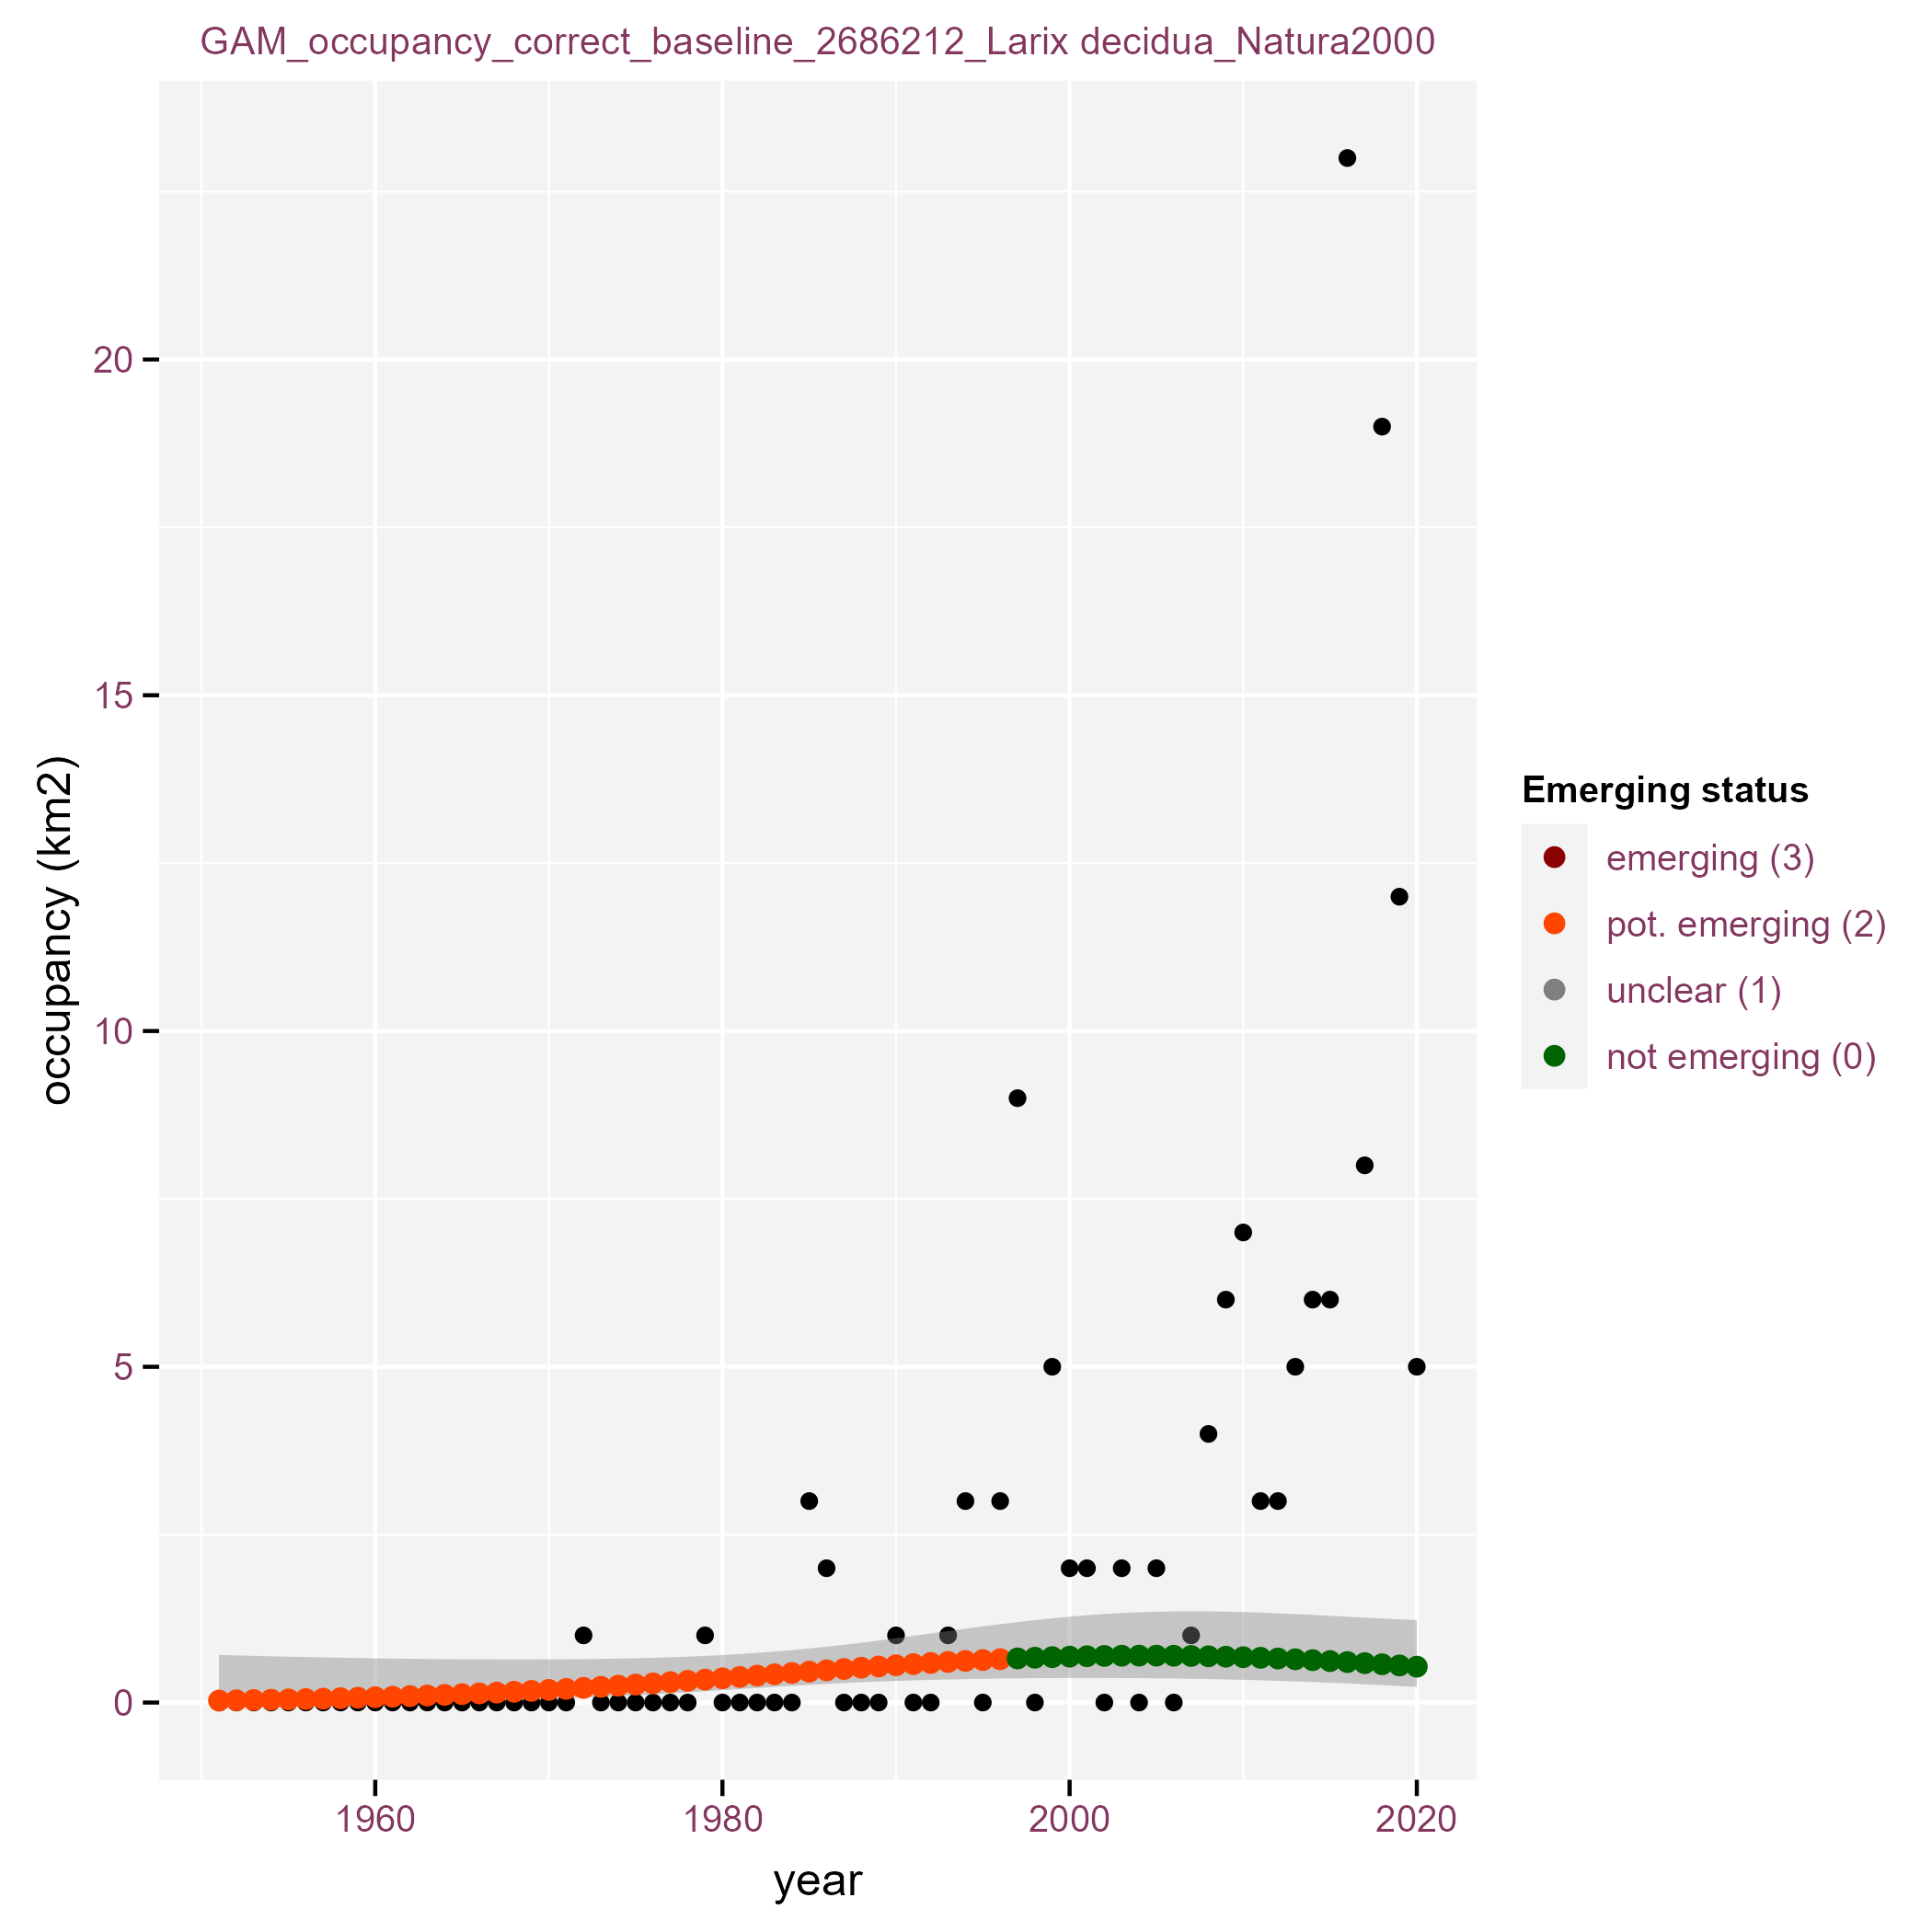 GAM_occupancy_correct_baseline_2686212_Larix decidua_Natura2000
occupancy (km2)
20
15
10
5
0
1960
1980
2000
2020
year
Emerging status
emerging (3)
pot. emerging (2)
unclear (1)
not emerging (0)